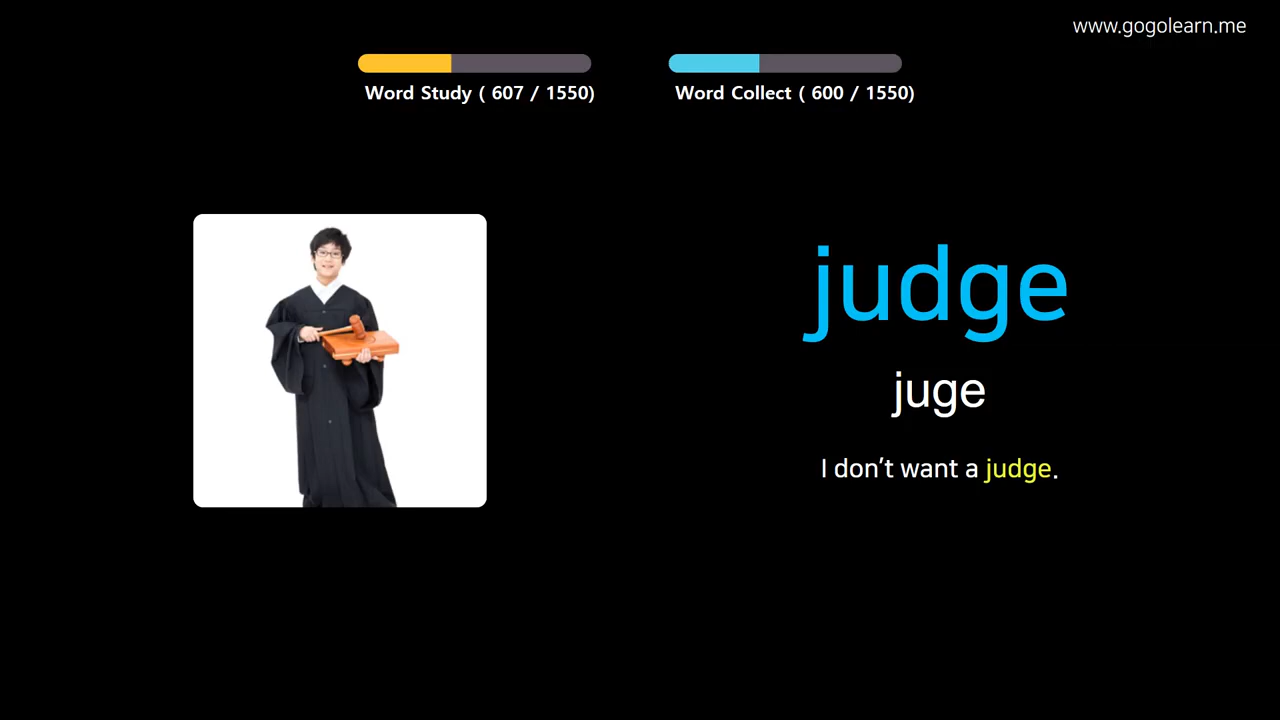 www.gogolearn.me
Word Study ( 607 / 1550)
Word Collect ( 600 / 1550)
judge
juge
I don’t want a judge.